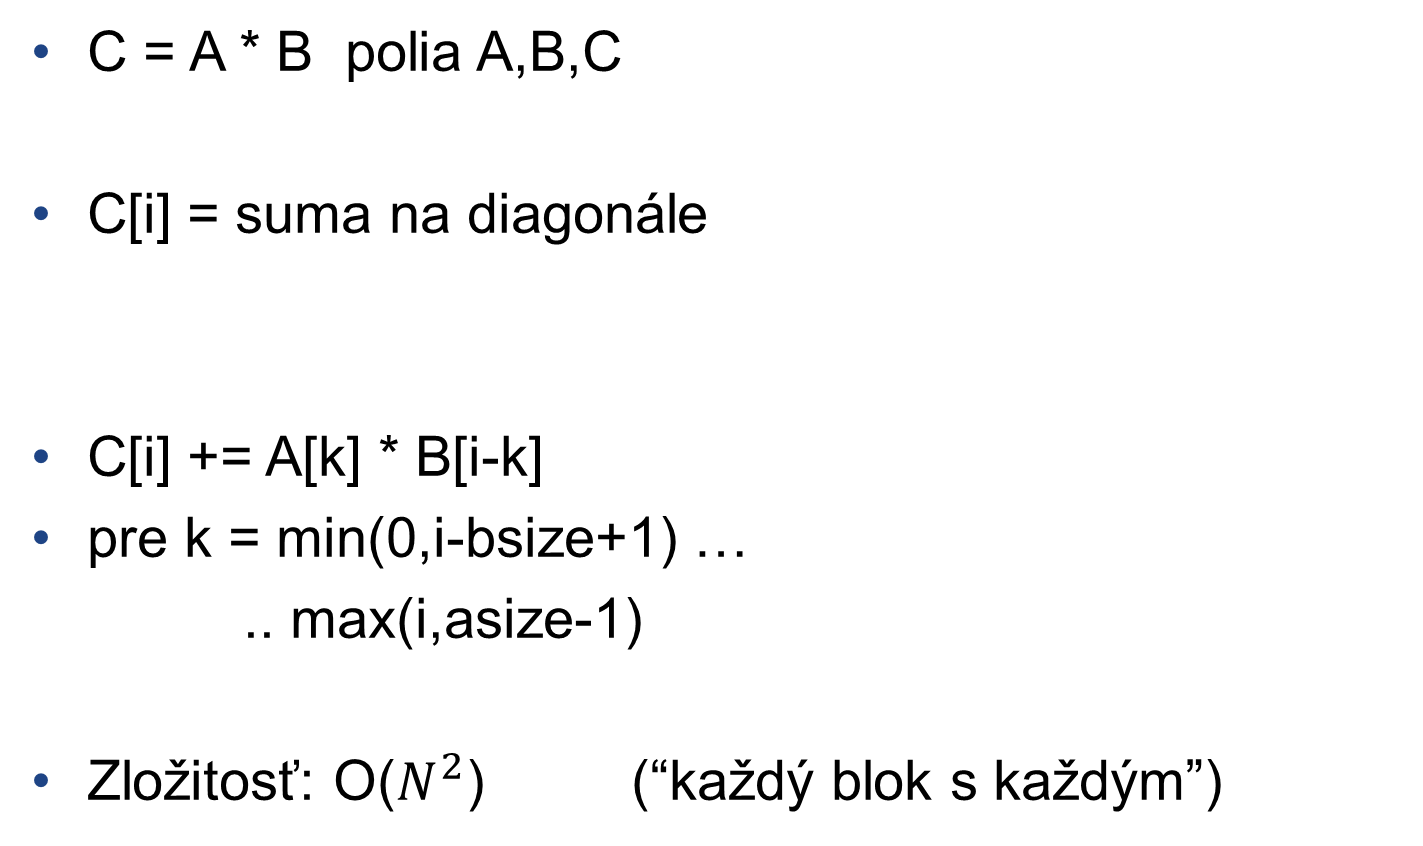 • C = A * B  polia A,B,C
• C[i] = suma na diagonále
• C[i] += A[k] * B[i-k]
• pre k = min(0,i-bsize+1) …
.. max(i,asize-1)
• Zložitosť: O(𝑁²) (“každý blok s každým”)